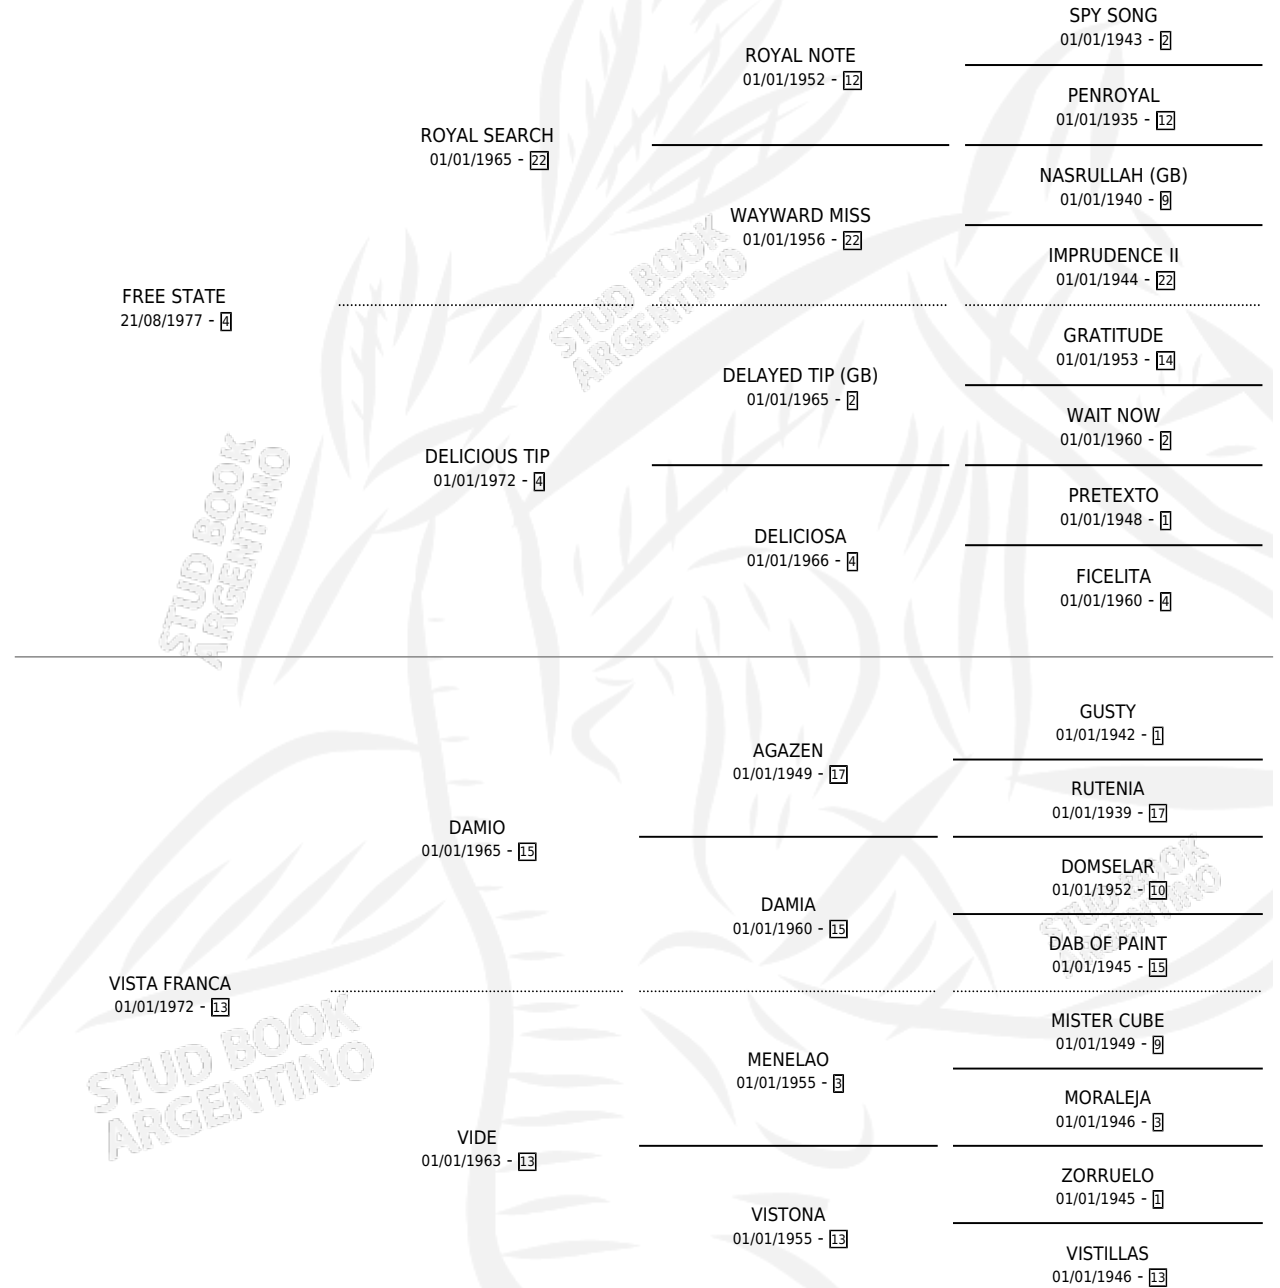 SPY SONG
01/01/1943 - 2
ROYAL NOTE
01/01/1952 - 12
PENROYAL
01/01/1935 - 12
ROYAL SEARCH
01/01/1965 - 22
NASRULLAH (GB)
01/01/1940 - 9
WAYWARD MISS
01/01/1956 - 22
IMPRUDENCE II
01/01/1944 - 22
FREE STATE
21/08/1977 - 4
GRATITUDE
01/01/1953 - 14
DELAYED TIP (GB)
01/01/1965 - 2
WAIT NOW
01/01/1960 - 2
DELICIOUS TIP
01/01/1972 - 4
PRETEXTO
01/01/1948 - 1
DELICIOSA
01/01/1966 - 4
FICELITA
01/01/1960 - 4
GUSTY
01/01/1942 - 1
AGAZEN
01/01/1949 - 17
RUTENIA
01/01/1939 - 17
DAMIO
01/01/1965 - 15
DOMSELAR
01/01/1952 - 10
DAMIA
01/01/1960 - 15
DAB OF PAINT
01/01/1945 - 15
VISTA FRANCA
01/01/1972 - 13
MISTER CUBE
01/01/1949 - 9
MENELAO
01/01/1955 - 3
MORALEJA
01/01/1946 - 3
VIDE
01/01/1963 - 13
ZORRUELO
01/01/1945 - 1
VISTONA
01/01/1955 - 13
VISTILLAS
01/01/1946 - 13
STUD BOOK
ARGENTINO
STUD BOOK
ARGENTINO
STUD BOOK
ARGENTINO
STUD BOOK
ARGENTINO